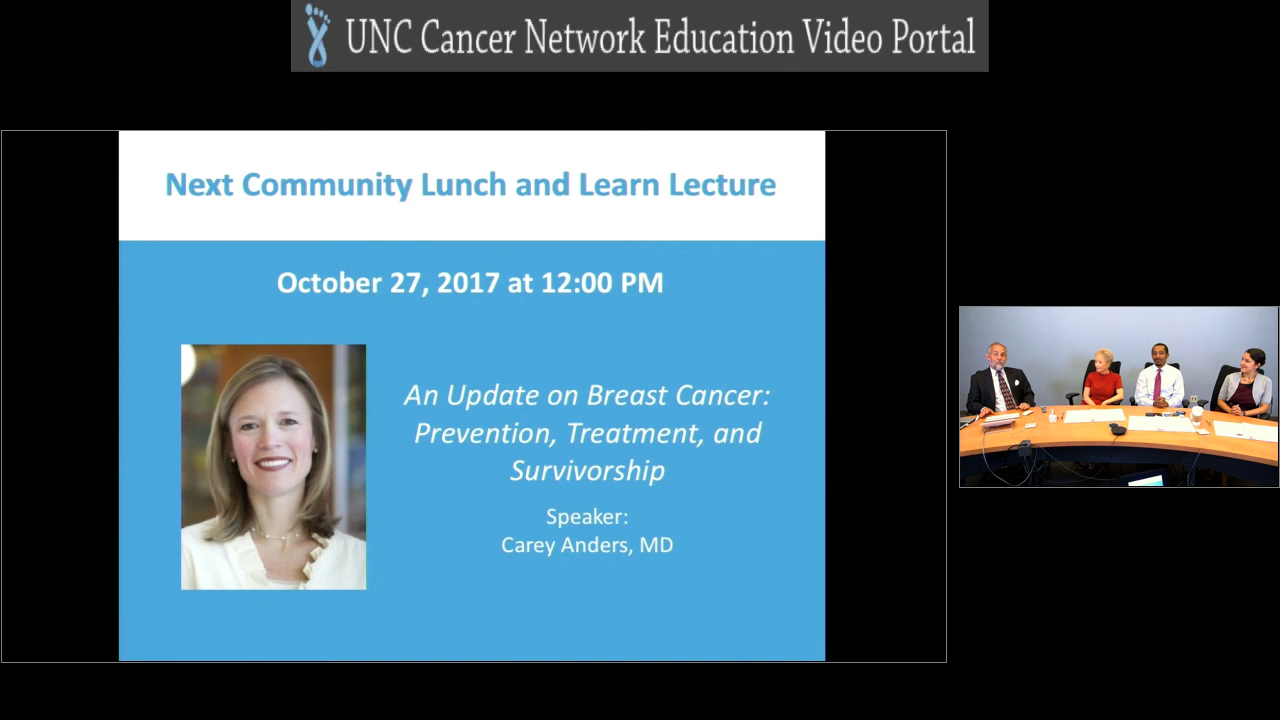 UNC Cancer Network Education Video Portal
Next Community Lunch and Learn Lecture
October 27, 2017 at 12:00 PM
An Update on Breast Cancer:
Prevention, Treatment, and
Survivorship
Speaker:
Carey Anders, MD